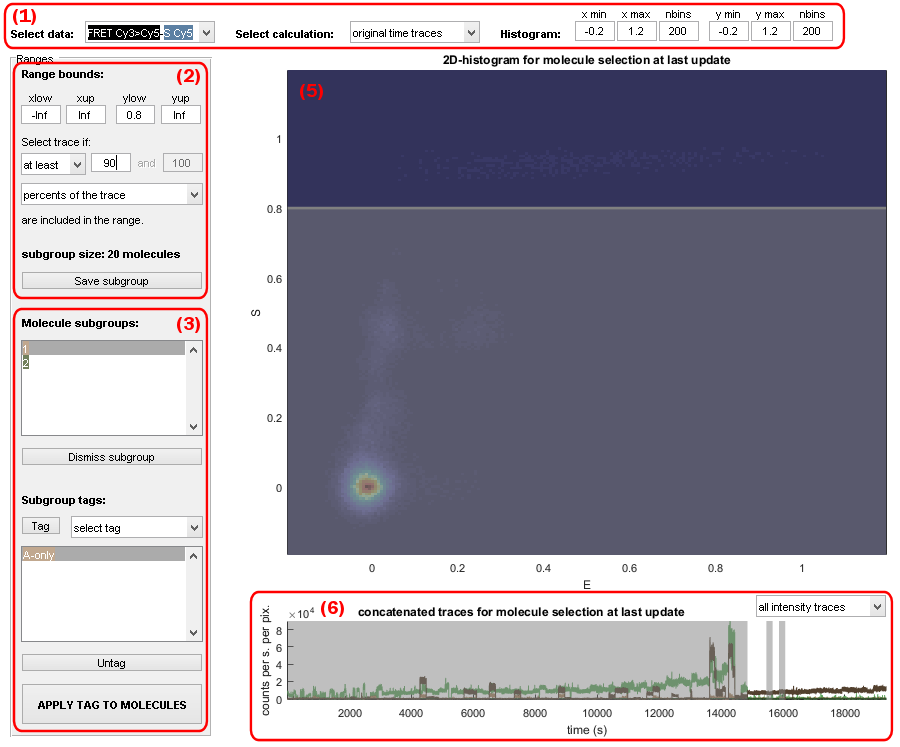 (1)
Select data: FRET Cy3>Cy5-S Cy5 Select calculation: original time traces Histogram:
x min x max nbins y min y max nbins
-0.2 1.2 200 -0.2 1.2 200
Ranges
Range bounds: (2)
xlow xup ylow yup
-Inf Inf 0.8 Inf
Select trace if:
at least 90 and 100
percents of the trace
are included in the range.
subgroup size: 20 molecules
Save subgroup
Molecule subgroups: (3)
1
2
Dismiss subgroup
Subgroup tags:
Tag select tag
A-only
Untag
APPLY TAG TO MOLECULES
2D-histogram for molecule selection at last update
(5)
1
0.8
0.6
S
0.4
0.2
0
0 0.2 0.4 0.6 0.8 1
E
(6)
concatenated traces for molecule selection at last update
all intensity traces
×10⁴
counts per s. per pix.
8
6
4
2
0
2000 4000 6000 8000 10000 12000 14000 16000 18000
time (s)